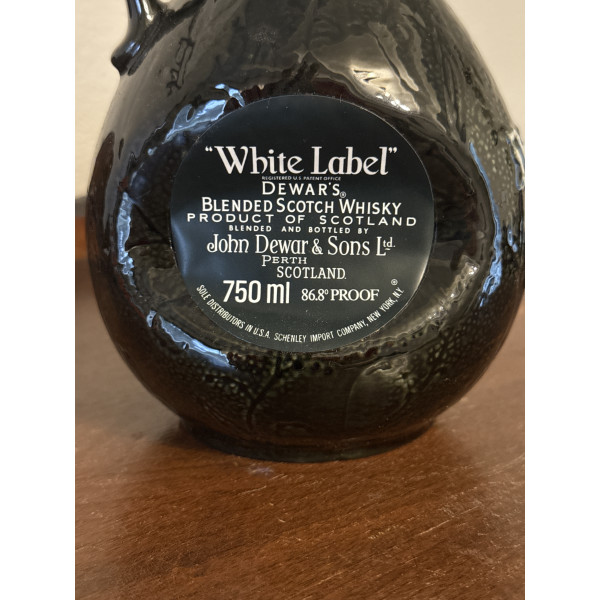 "White Label"
REGISTERED U.S. PATENT OFFICE
DEWAR'S®
BLENDED SCOTCH WHISKY
PRODUCT OF SCOTLAND
BLENDED AND BOTTLED BY
John Dewar & Sons Ltd.
PERTH
SCOTLAND.
750 ml 86.8° PROOF ®
SOLE DISTRIBUTORS IN U.S.A. SCHENLEY IMPORT COMPANY, NEW YORK, N.Y.